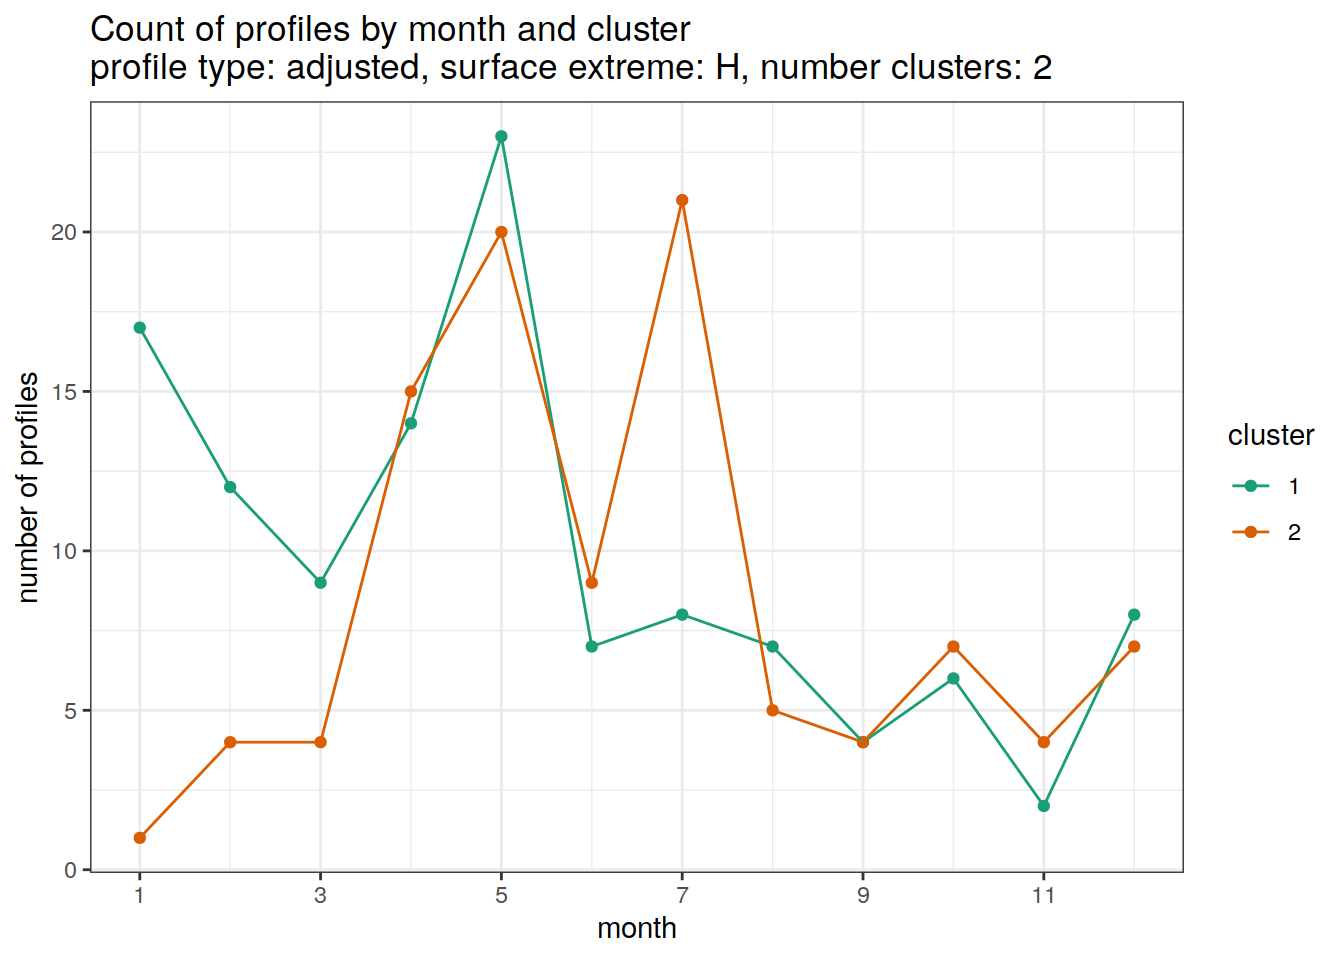 Count of profiles by month and cluster
profile type: adjusted, surface extreme: H, number clusters: 2
number of profiles
20
15
10
5
0
1
3
5
7
9
11
month
cluster
1
2